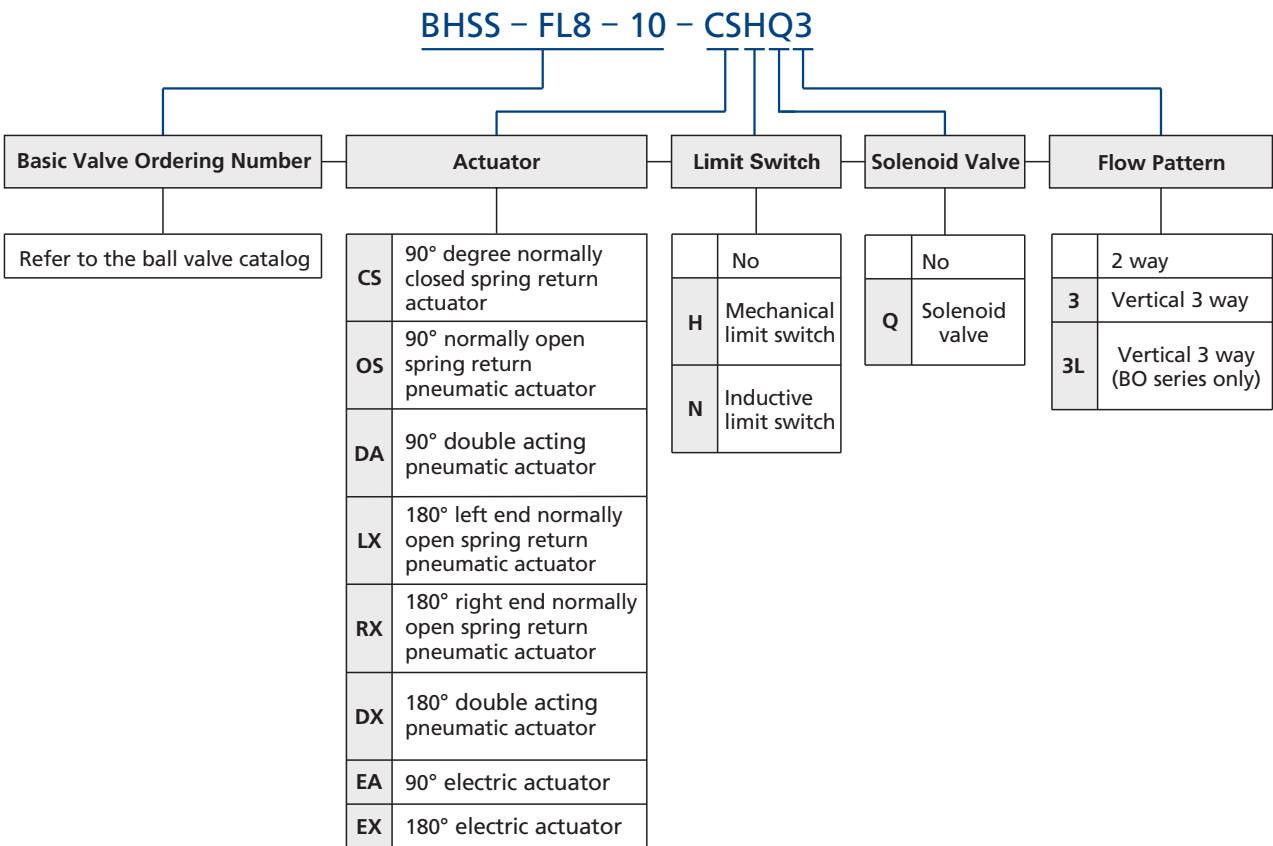 BHSS – FL8 – 10 – CSHQ3
Basic Valve Ordering Number
Actuator
Limit Switch
Solenoid Valve
Flow Pattern
Refer to the ball valve catalog
CS
90° degree normally
closed spring return
actuator
OS
90° normally open
spring return
pneumatic actuator
DA
90° double acting
pneumatic actuator
LX
180° left end normally
open spring return
pneumatic actuator
RX
180° right end normally
open spring return
pneumatic actuator
DX
180° double acting
pneumatic actuator
EA
90° electric actuator
EX
180° electric actuator
No
H
Mechanical
limit switch
N
Inductive
limit switch
No
Q
Solenoid
valve
2 way
3
Vertical 3 way
3L
Vertical 3 way
(BO series only)